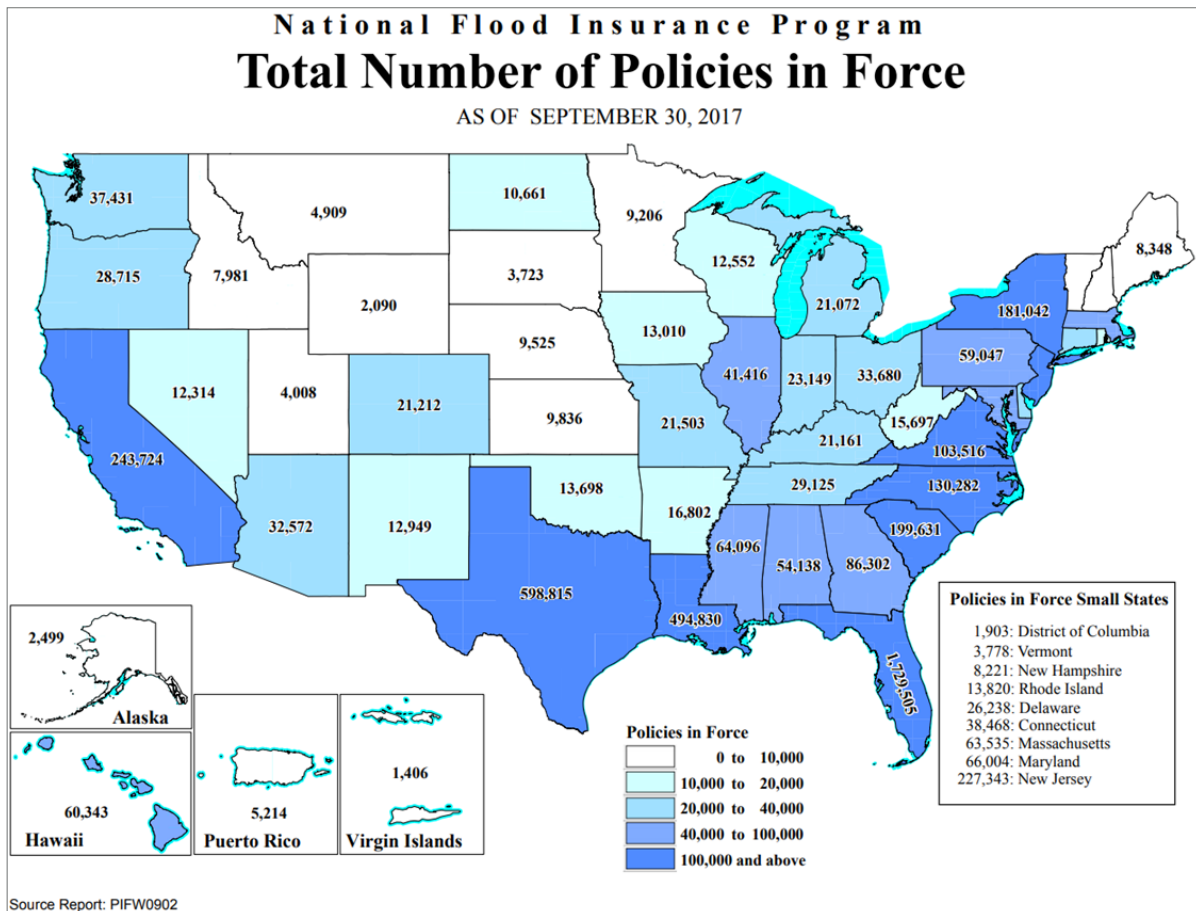 National Flood Insurance Program
Total Number of Policies in Force
AS OF SEPTEMBER 30, 2017
37,431
4,909
10,661
9,206
8,348
28,715
7,981
2,090
3,723
12,552
21,072
181,042
9,525
13,010
59,047
12,314
4,008
21,212
9,836
21,503
41,416
23,149
33,680
15,697
21,161
103,516
243,724
32,572
12,949
13,698
16,802
29,125
130,282
199,631
64,096
54,138
86,302
598,815
494,830
1,729,505
2,499
Alaska
60,343
Hawaii
5,214
Puerto Rico
1,406
Virgin Islands
Policies in Force
0 to 10,000
10,000 to 20,000
20,000 to 40,000
40,000 to 100,000
100,000 and above
Policies in Force Small States
1,903: District of Columbia
3,778: Vermont
8,221: New Hampshire
13,820: Rhode Island
26,238: Delaware
38,468: Connecticut
63,535: Massachusetts
66,004: Maryland
227,343: New Jersey
Source Report: PIFW0902